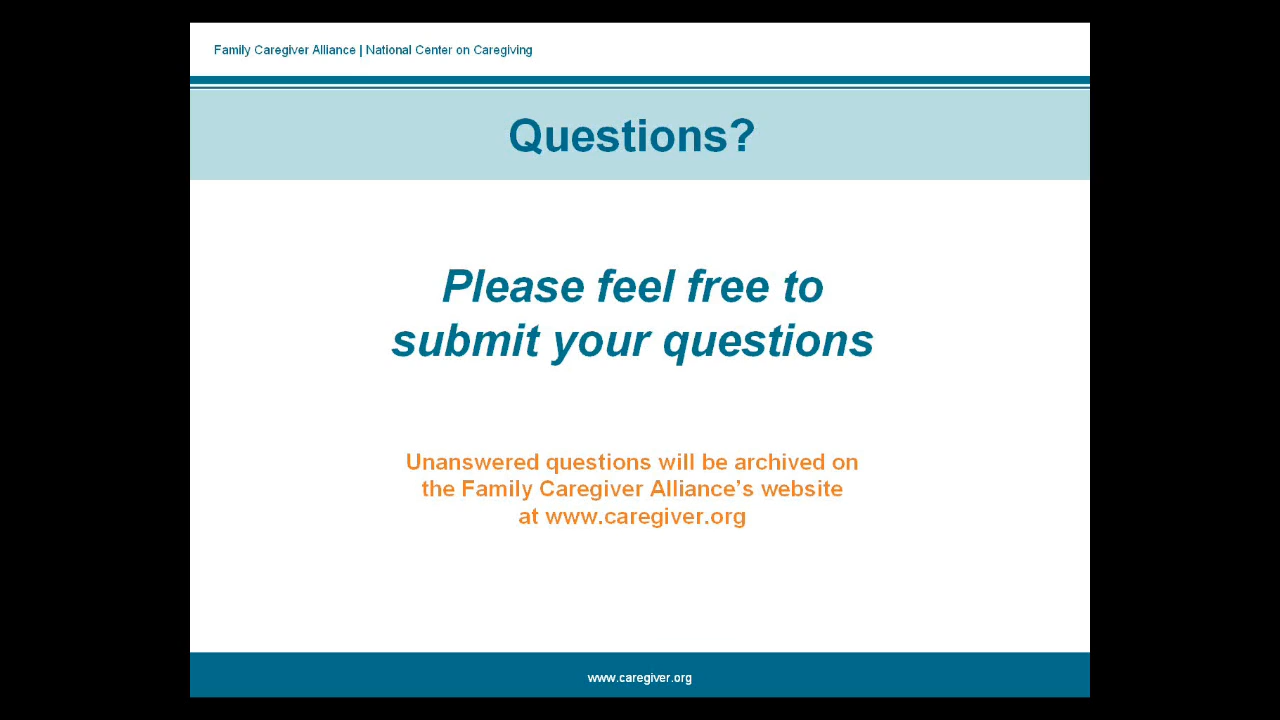 Family Caregiver Alliance | National Center on Caregiving
Questions?
Please feel free to
submit your questions
Unanswered questions will be archived on
the Family Caregiver Alliance’s website
at www.caregiver.org
www.caregiver.org